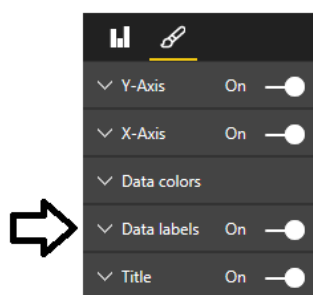 Y-Axis On
X-Axis On
Data colors
Data labels On
Title On